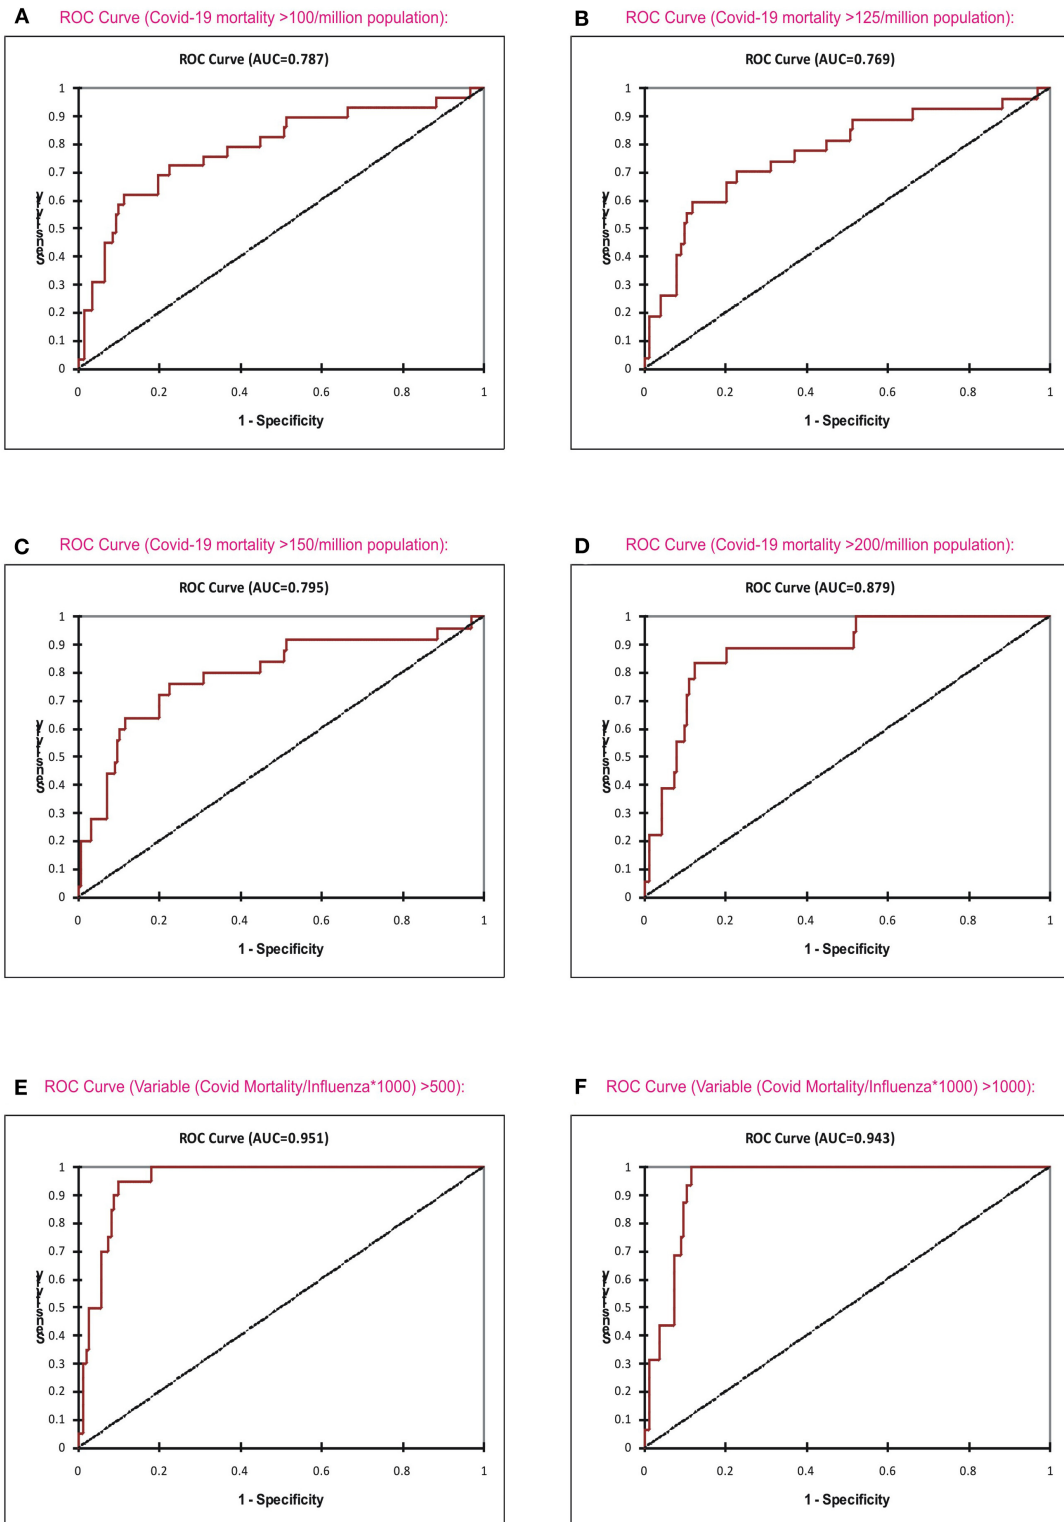 A ROC Curve (Covid-19 mortality >100/million population):
ROC Curve (AUC=0.787)
1
0.9
0.8
0.7
0.6
0.5
0.4
0.3
0.2
0.1
0
Sensitivity
0 0.2 0.4 0.6 0.8 1
1 - Specificity
B ROC Curve (Covid-19 mortality >125/million population):
ROC Curve (AUC=0.769)
1
0.9
0.8
0.7
0.6
0.5
0.4
0.3
0.2
0.1
0
Sensitivity
0 0.2 0.4 0.6 0.8 1
1 - Specificity
C ROC Curve (Covid-19 mortality >150/million population):
ROC Curve (AUC=0.795)
1
0.9
0.8
0.7
0.6
0.5
0.4
0.3
0.2
0.1
0
Sensitivity
0 0.2 0.4 0.6 0.8 1
1 - Specificity
D ROC Curve (Covid-19 mortality >200/million population):
ROC Curve (AUC=0.879)
1
0.9
0.8
0.7
0.6
0.5
0.4
0.3
0.2
0.1
0
Sensitivity
0 0.2 0.4 0.6 0.8 1
1 - Specificity
E ROC Curve (Variable (Covid Mortality/Influenza*1000) >500):
ROC Curve (AUC=0.951)
1
0.9
0.8
0.7
0.6
0.5
0.4
0.3
0.2
0.1
0
Sensitivity
0 0.2 0.4 0.6 0.8 1
1 - Specificity
F ROC Curve (Variable (Covid Mortality/Influenza*1000) >1000):
ROC Curve (AUC=0.943)
1
0.9
0.8
0.7
0.6
0.5
0.4
0.3
0.2
0.1
0
Sensitivity
0 0.2 0.4 0.6 0.8 1
1 - Specificity